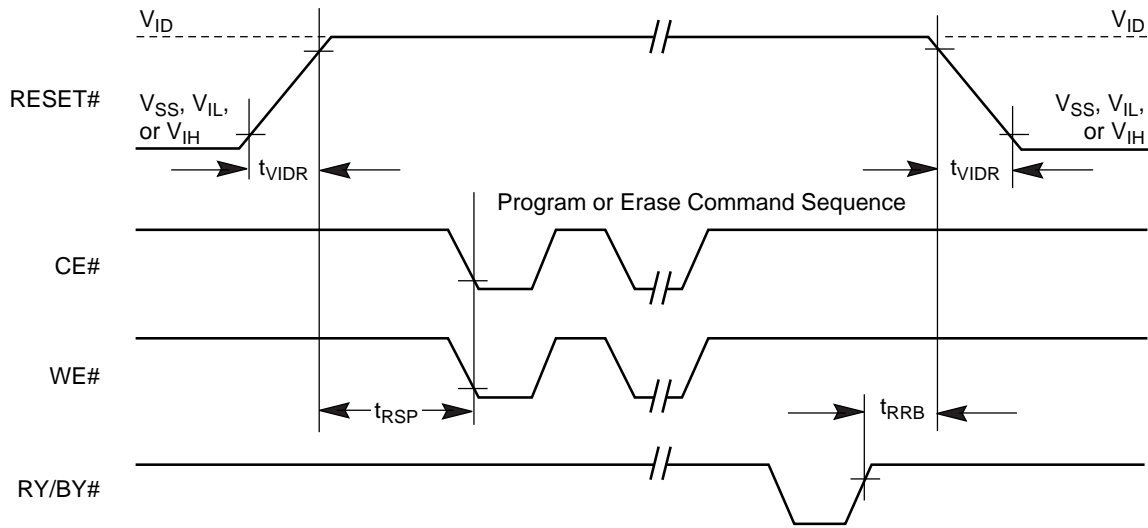 VID
VID
RESET#
VSS, VIL,
or VIH
VSS, VIL,
or VIH
tVIDR
tVIDR
Program or Erase Command Sequence
CE#
WE#
tRSP
tRRB
RY/BY#